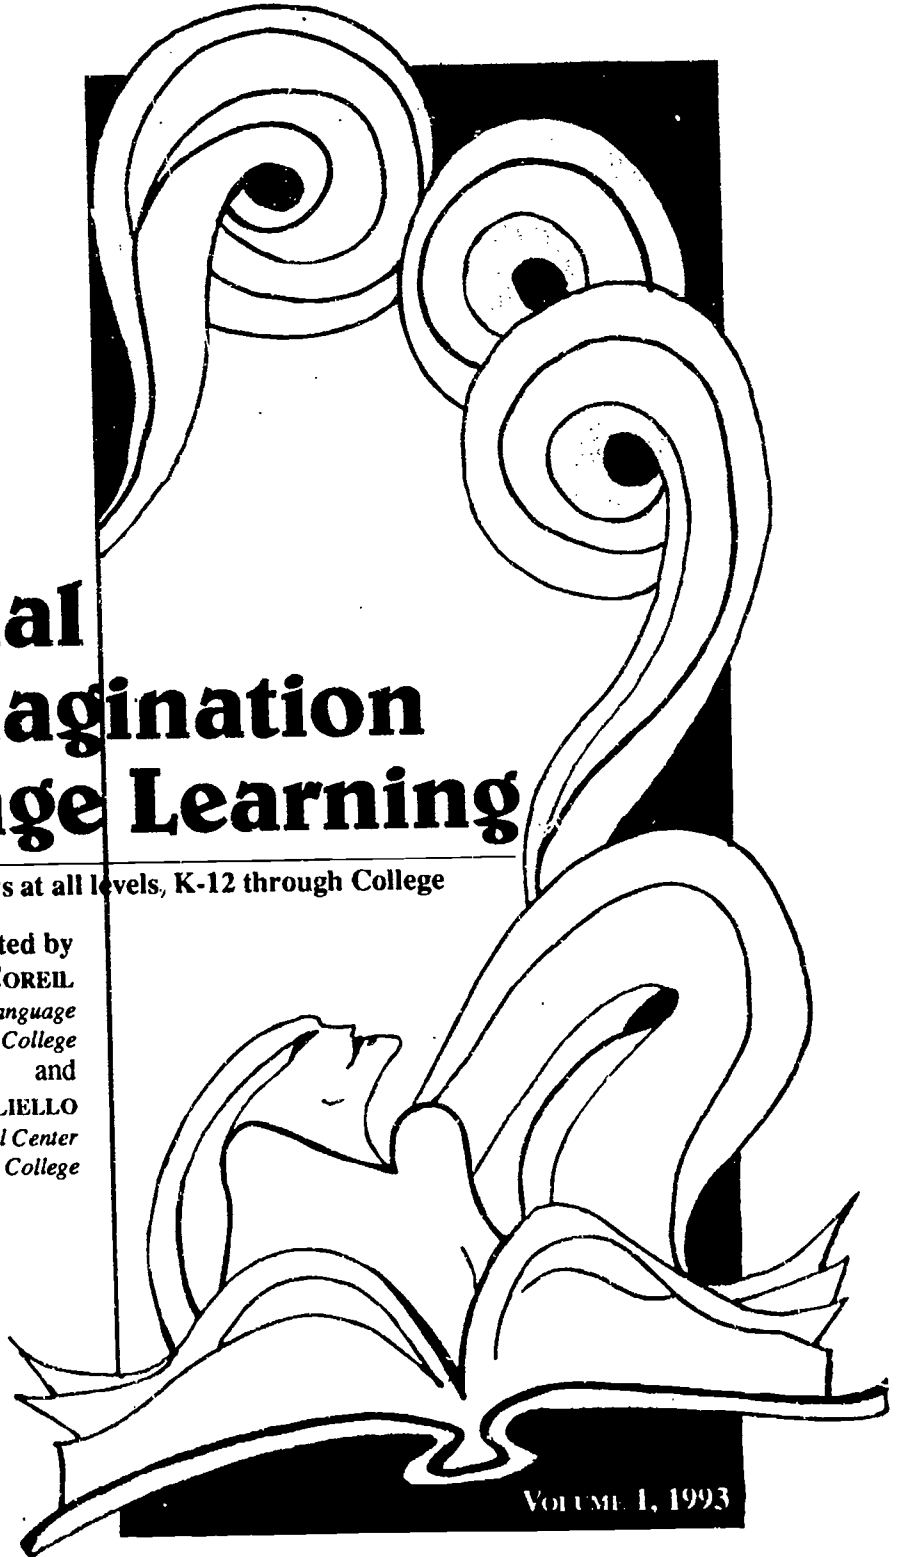 al
agination
ge Learning
s at all levels, K-12 through College
ted by
COREIL
anguage
College
and
LIELLO
l Center
College
VOLUME 1, 1993